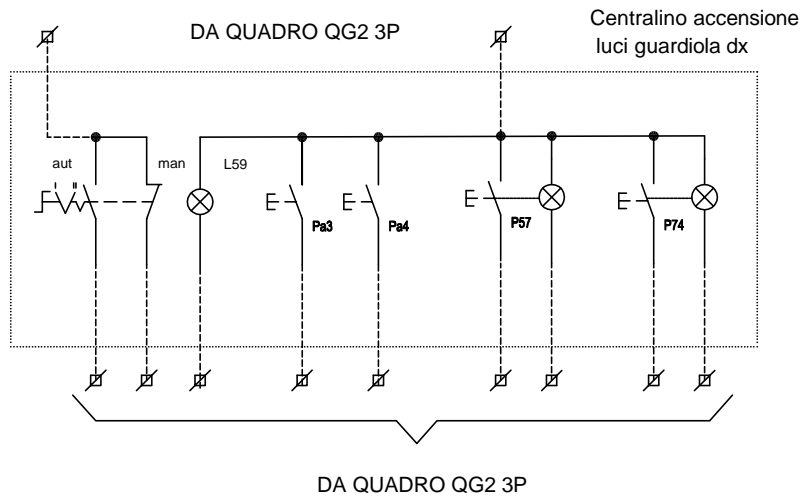 DA QUADRO QG2 3P
Centralino accensione
luci guardiola dx
aut
man
L59
Pa3
Pa4
P57
P74
DA QUADRO QG2 3P